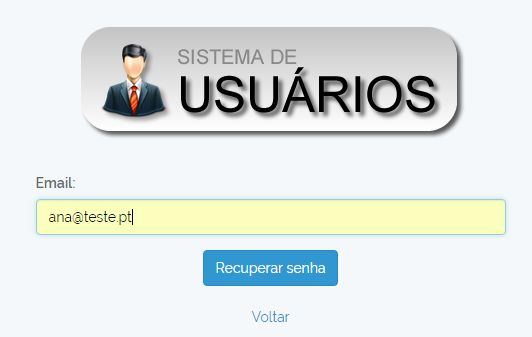 SISTEMA DE
USUÁRIOS
Email:
ana@teste.pt
Recuperar senha
Voltar